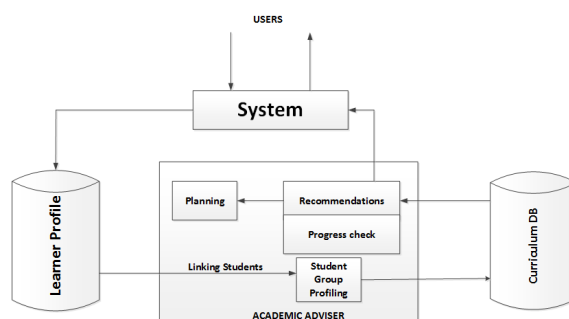 USERS
System
Learner Profile
Planning
Recommendations
Progress check
Curriculum DB
Linking Students
Student
Group
Profiling
ACADEMIC ADVISER